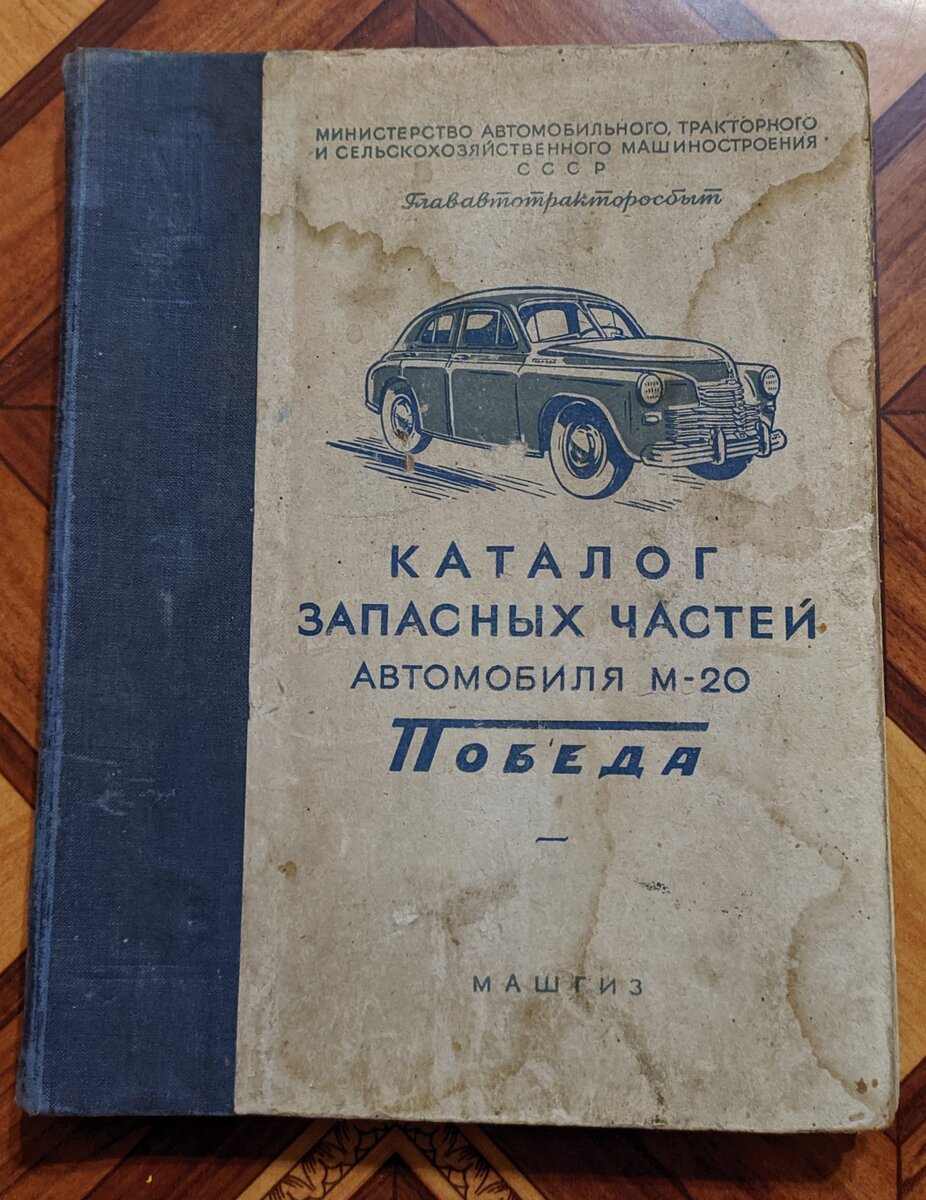 МИНИСТЕРСТВО АВТОМОБИЛЬНОГО, ТРАКТОРНОГО
И СЕЛЬСКОХОЗЯЙСТВЕННОГО МАШИНОСТРОЕНИЯ
СССР
Глававтотракторосбыт
КАТАЛОГ
ЗАПАСНЫХ ЧАСТЕЙ
АВТОМОБИЛЯ М-20
ПОБЕДА
МАШГИЗ